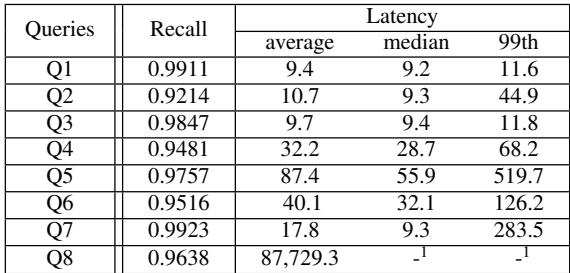 Queries Recall Latency
average median 99th
Q1 0.9911 9.4 9.2 11.6
Q2 0.9214 10.7 9.3 44.9
Q3 0.9847 9.7 9.4 11.8
Q4 0.9481 32.2 28.7 68.2
Q5 0.9757 87.4 55.9 519.7
Q6 0.9516 40.1 32.1 126.2
Q7 0.9923 17.8 9.3 283.5
Q8 0.9638 87,729.3 -1 -1